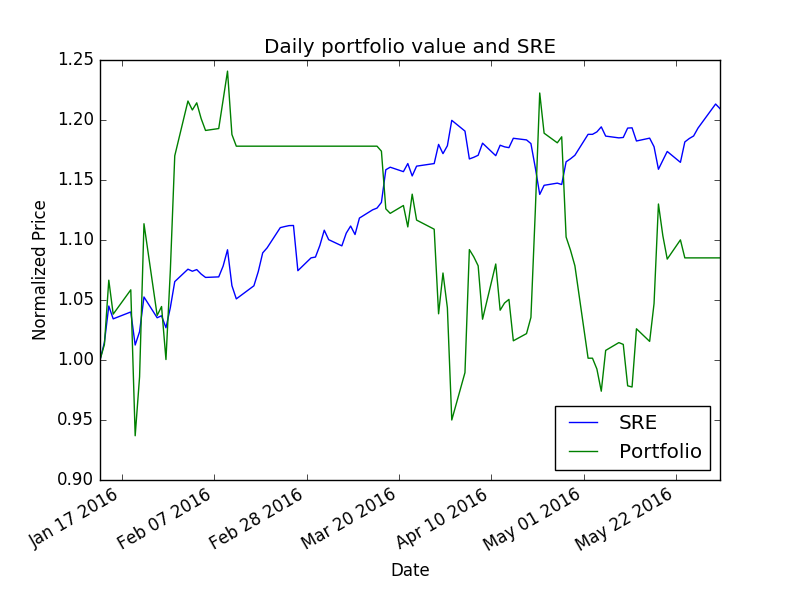 Daily portfolio value and SRE
1.25
1.20
1.15
1.10
1.05
1.00
0.95
0.90
Normalized Price
SRE
Portfolio
Jan 17 2016
Feb 07 2016
Feb 28 2016
Mar 20 2016
Apr 10 2016
May 01 2016
May 22 2016
Date